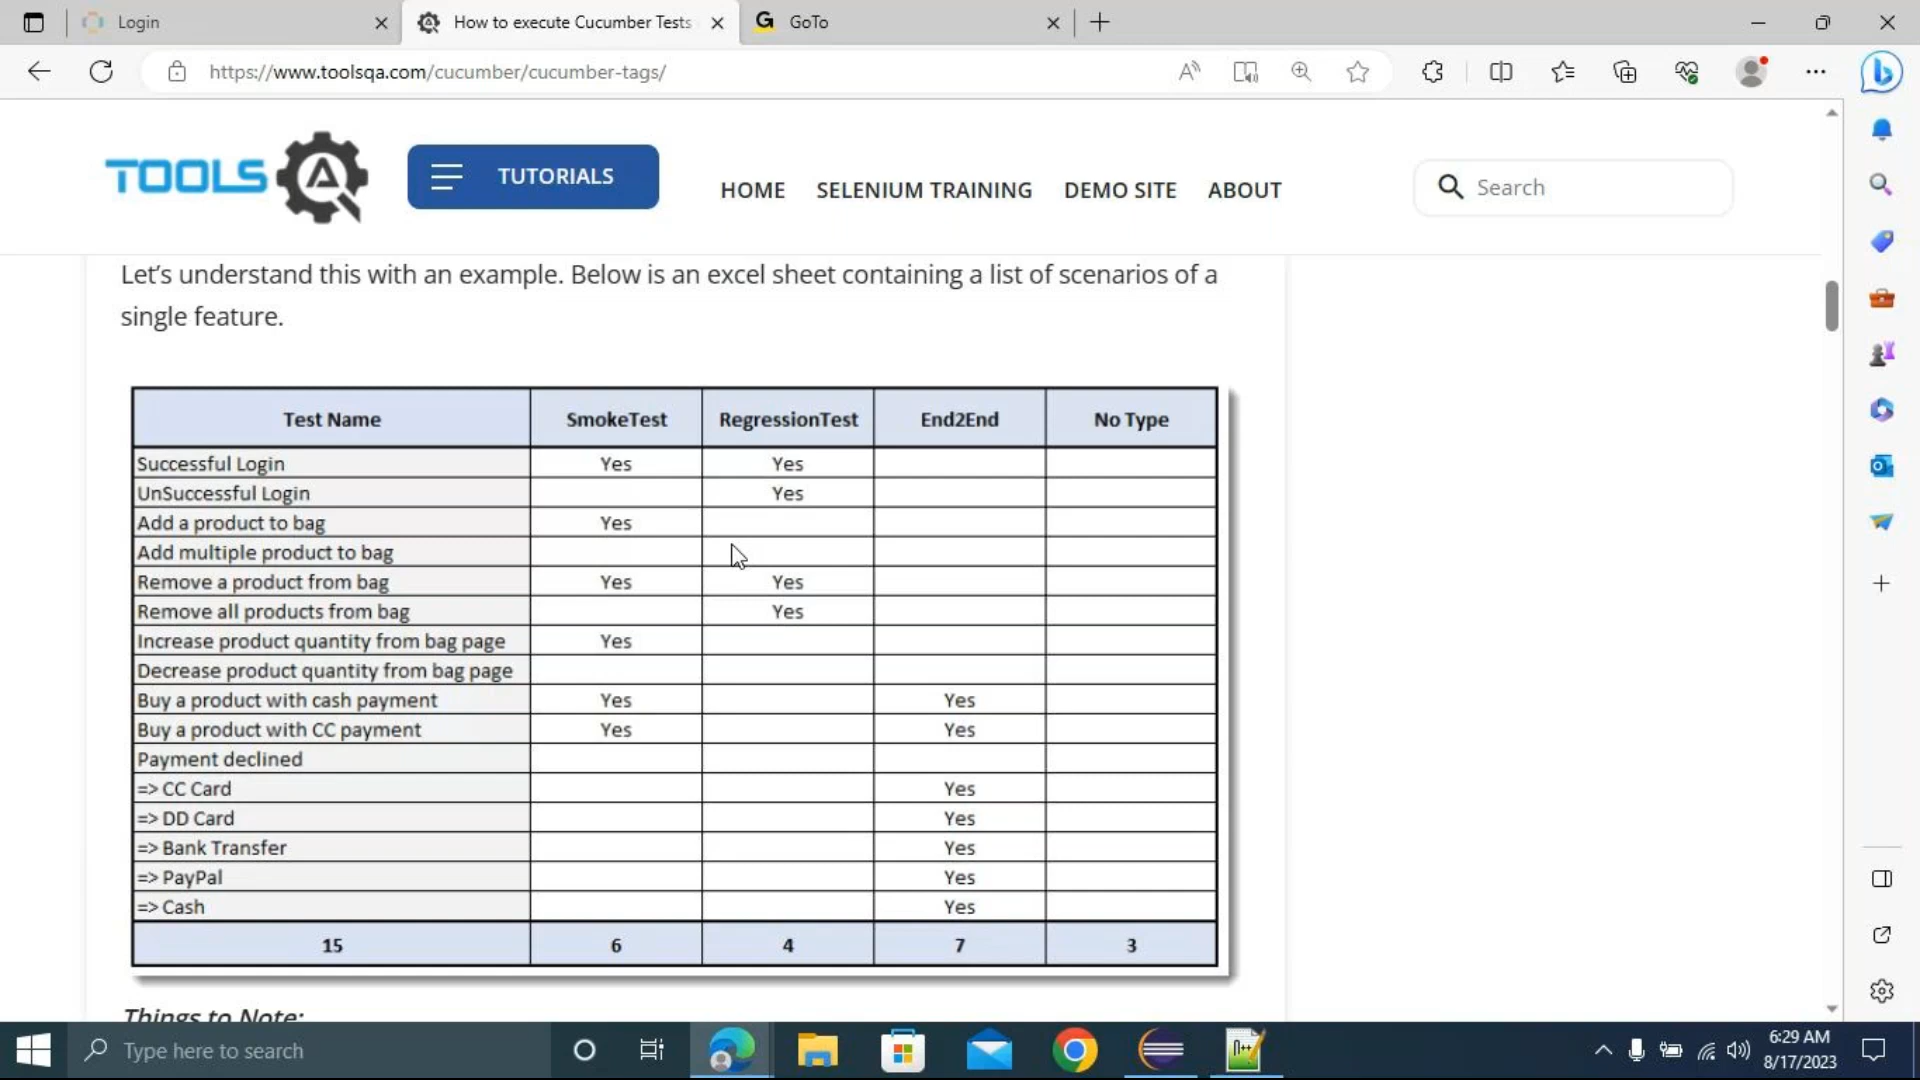 Login
How to execute Cucumber Tests
G GoTo
https://www.toolsqa.com/cucumber/cucumber-tags/
TOOLS QA
TUTORIALS
HOME SELENIUM TRAINING DEMO SITE ABOUT
Search
Let's understand this with an example. Below is an excel sheet containing a list of scenarios of a
single feature.
Test Name SmokeTest RegressionTest End2End No Type
Successful Login Yes Yes
UnSuccessful Login Yes
Add a product to bag Yes
Add multiple product to bag
Remove a product from bag Yes Yes
Remove all products from bag Yes
Increase product quantity from bag page Yes
Decrease product quantity from bag page
Buy a product with cash payment Yes Yes
Buy a product with CC payment Yes Yes
Payment declined
=> CC Card Yes
=> DD Card Yes
=> Bank Transfer Yes
=> PayPal Yes
=> Cash Yes
15 6 4 7 3
Things to Note:
Type here to search
6:29 AM
8/17/2023